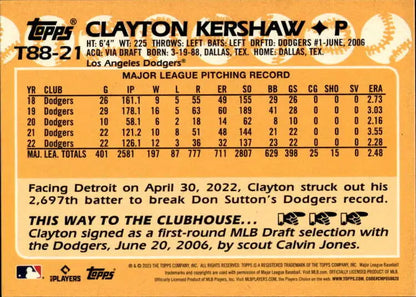 Topps
T88-21
CLAYTON KERSHAW ✦ P
HT: 6'4" WT: 225 THROWS: LEFT BATS: LEFT DRFTD: DODGERS #1-JUNE, 2006
ACQ: VIA DRAFT BORN: 3-19-88, DALLAS, TEX. HOME: DALLAS, TEX.
Los Angeles Dodgers®
MAJOR LEAGUE PITCHING RECORD
YR CLUB G IP W L R ER SO BB GS CG SHO SV ERA
18 Dodgers 26 161.1 9 5 55 49 155 29 26 0 0 0 2.73
19 Dodgers 29 178.1 16 5 63 60 189 41 28 0 0 0 3.03
20 Dodgers 10 58.1 6 2 18 14 62 8 10 0 0 0 2.16
21 Dodgers 22 121.2 10 8 51 48 144 21 22 0 0 0 3.55
22 Dodgers 22 126.1 12 3 36 32 137 23 22 0 0 0 2.28
MAJ. LEA. TOTALS 401 2581 197 87 777 711 2807 629 398 25 15 0 2.48
Facing Detroit on April 30, 2022, Clayton struck out his
2,697th batter to break Don Sutton's Dodgers record.
THIS WAY TO THE CLUBHOUSE...
Clayton signed as a first-round MLB Draft selection with
the Dodgers, June 20, 2006, by scout Calvin Jones.
MLB PLAYERS
Topps